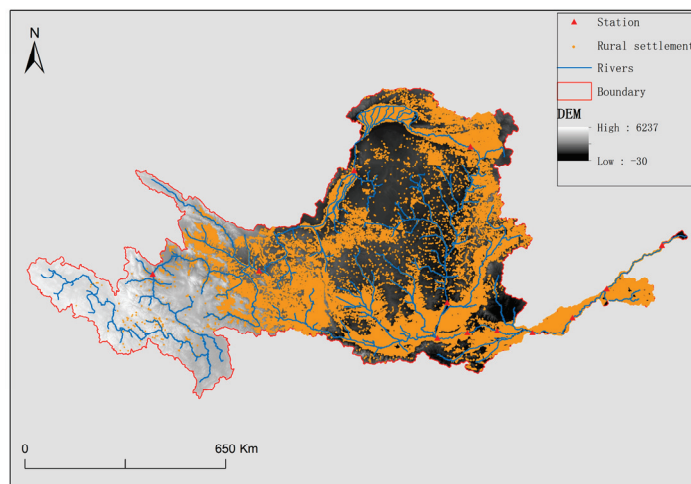 N
Station
Rural settlement
Rivers
Boundary
DEM
High : 6237
Low : -30
0 650 Km